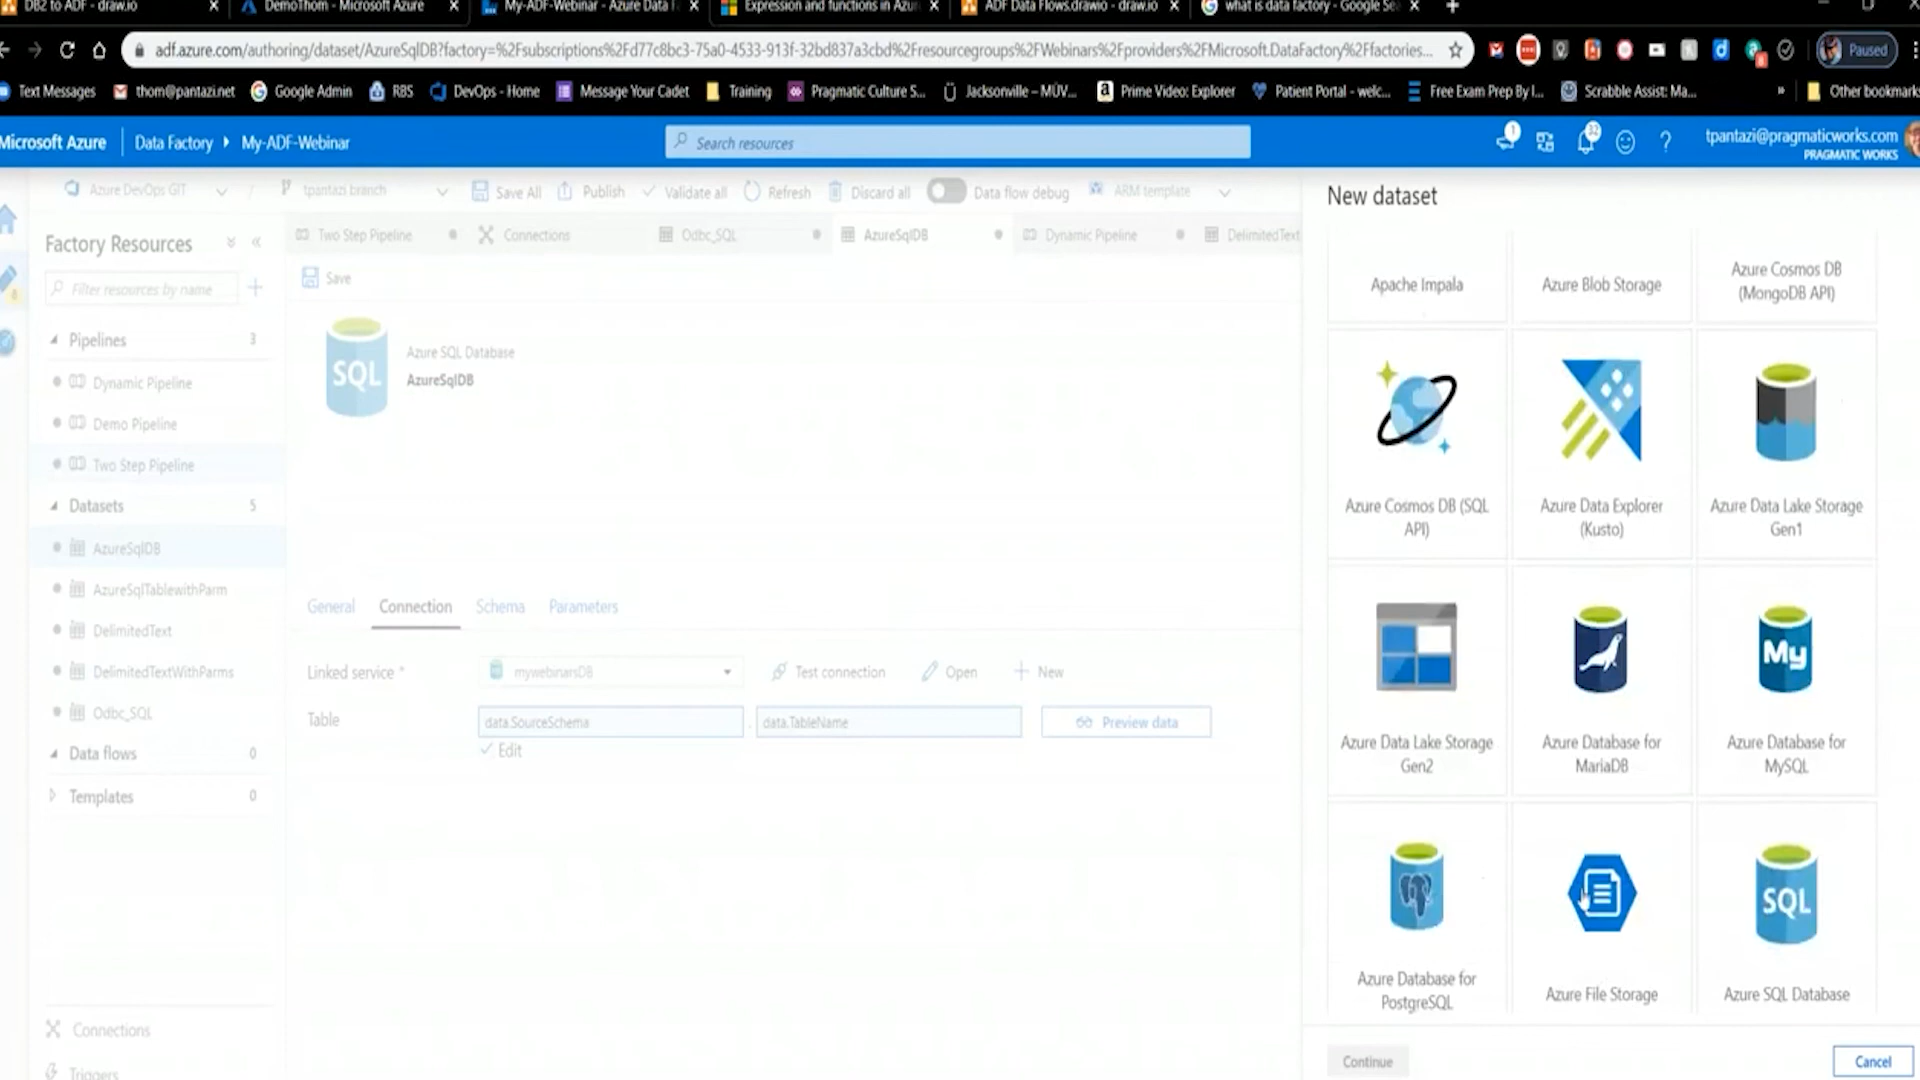 DB2 to ADF - draw.io
DemoThom - Microsoft Azure
My-ADF-Webinar - Azure Data F
Expression and functions in Azur
ADF Data Flows.drawio - draw.io
what is data factory - Google Se
adf.azure.com/authoring/dataset/AzureSqlDB?factory=%2Fsubscriptions%2Fd77c8bc3-75a0-4533-913f-32bd837a3cbd%2Fresourcegroups%2FWebinars%2Fproviders%2FMicrosoft.DataFactory%2Ffactories...
Paused
Text Messages
thom@pantazi.net
Google Admin
RBS
DevOps - Home
Message Your Cadet
Training
Pragmatic Culture S...
Jacksonville – MÜV...
Prime Video: Explorer
Patient Portal - welc...
Free Exam Prep By I...
Scrabble Assist: Ma...
»
Other bookmarks
Microsoft Azure
Data Factory
My-ADF-Webinar
Search resources
1
32
?
tpantazi@pragmaticworks.com
PRAGMATIC WORKS
Azure DevOps GIT
/
tpantazi branch
Save All
Publish
Validate all
Refresh
Discard all
Data flow debug
ARM template
New dataset
Factory Resources
Two Step Pipeline
Connections
Odbc_SQL
AzureSqlDB
Dynamic Pipeline
DelimitedText
Filter resources by name
Save
Pipelines 3
Dynamic Pipeline
Demo Pipeline
Two Step Pipeline
Datasets 5
AzureSqlDB
AzureSqlTablewithParm
DelimitedText
DelimitedTextWithParms
Odbc_SQL
Data flows 0
Templates 0
Connections
Triggers
SQL
Azure SQL Database
AzureSqlDB
General
Connection
Schema
Parameters
Linked service *
mywebinarsDB
Test connection
Open
New
Table
data.SourceSchema
.
data.TableName
Preview data
Edit
Apache Impala
Azure Blob Storage
Azure Cosmos DB
(MongoDB API)
Azure Cosmos DB (SQL
API)
Azure Data Explorer
(Kusto)
Azure Data Lake Storage
Gen1
My
Azure Data Lake Storage
Gen2
Azure Database for
MariaDB
Azure Database for
MySQL
SQL
Azure Database for
PostgreSQL
Azure File Storage
Azure SQL Database
Continue
Cancel